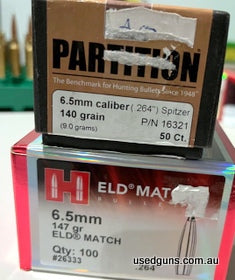 PARTITION
The Benchmark for Hunting Bullets Since 1948
6.5mm caliber (.264") Spitzer
140 grain
(9.0 grams)
P/N 16321
50 Ct.
H
ELD® MATCH
6.5mm
147 gr
ELD® MATCH
Qty: 100
#26333
.264"
usedguns.com.au